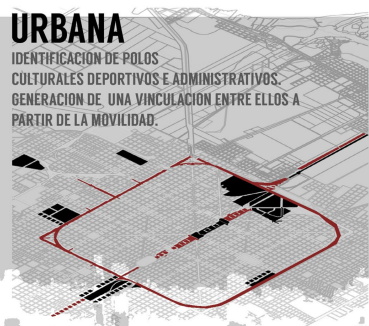 URBANA
IDENTIFICACION DE POLOS
CULTURALES DEPORTIVOS E ADMINISTRATIVOS.
GENERACION DE UNA VINCULACION ENTRE ELLOS A
PARTIR DE LA MOVILIDAD.